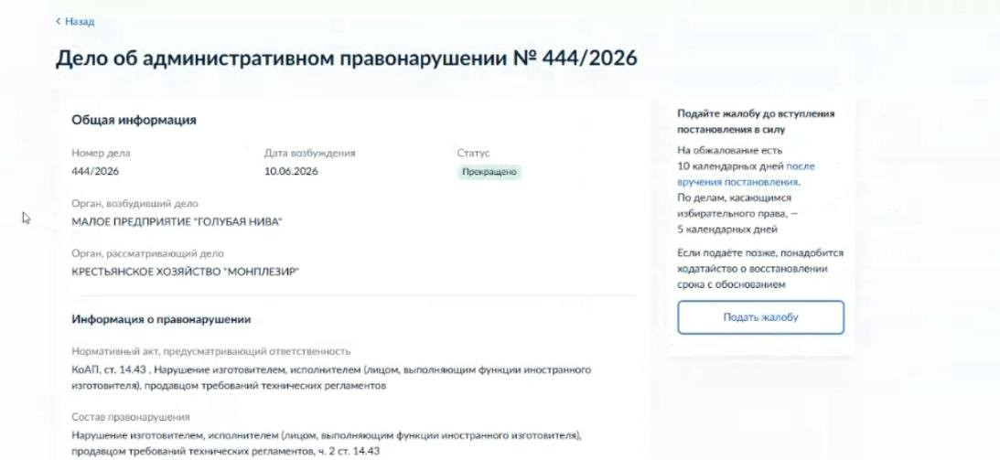 Назад
Дело об административном правонарушении № 444/2026
Общая информация
Номер дела
Дата возбуждения
Статус
444/2026
10.06.2026
Прекращено
Орган, возбудивший дело
МАЛОЕ ПРЕДПРИЯТИЕ "ГОЛУБАЯ НИВА"
Орган, рассматривающий дело
КРЕСТЬЯНСКОЕ ХОЗЯЙСТВО "МОНПЛЕЗИР"
Информация о правонарушении
Нормативный акт, предусматривающий ответственность
КоАП, ст. 14.43 , Нарушение изготовителем, исполнителем (лицом, выполняющим функции иностранного
изготовителя), продавцом требований технических регламентов
Состав правонарушения
Нарушение изготовителем, исполнителем (лицом, выполняющим функции иностранного изготовителя),
продавцом требований технических регламентов, ч. 2 ст. 14.43
Подайте жалобу до вступления
постановления в силу
На обжалование есть
10 календарных дней после
вручения постановления.
По делам, касающимся
избирательного права, —
5 календарных дней
Если подаёте позже, понадобится
ходатайство о восстановлении
срока с обоснованием
Подать жалобу